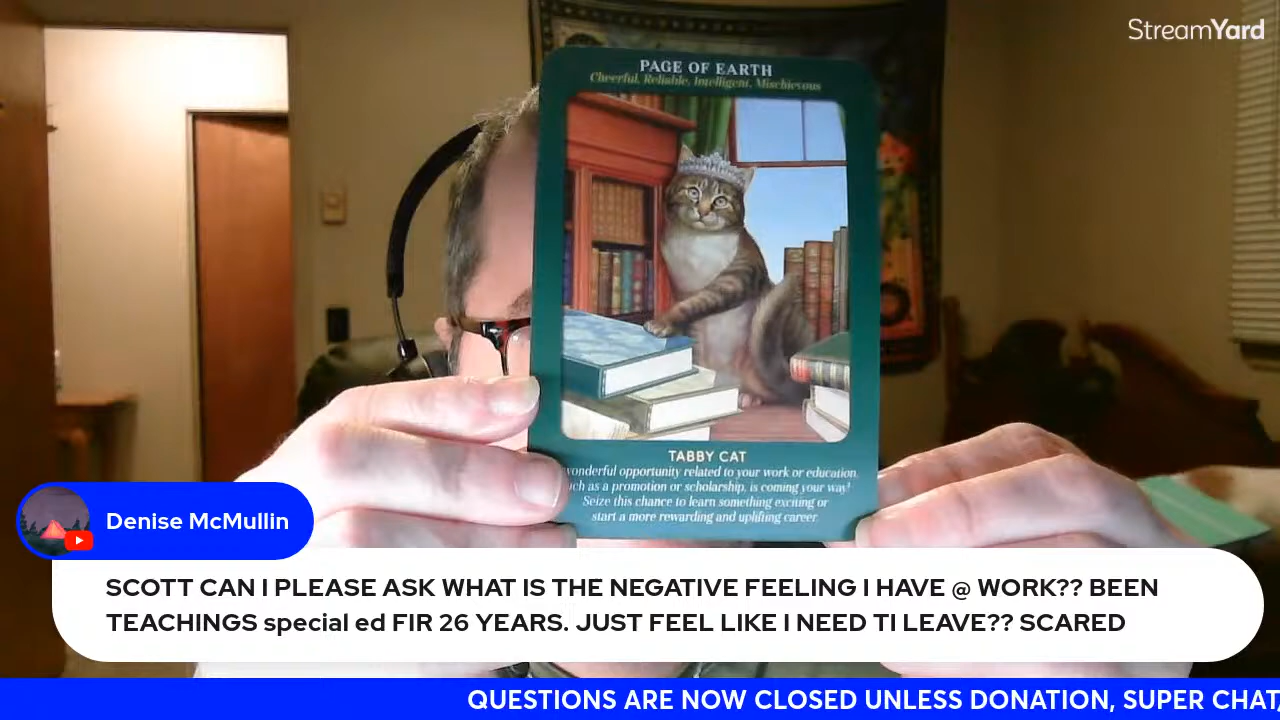 StreamYard
PAGE OF EARTH
Cheerful, Reliable, Intelligent, Mischievous
TABBY CAT
wonderful opportunity related to your work or education,
such as a promotion or scholarship, is coming your way!
Seize this chance to learn something exciting or
start a more rewarding and uplifting career.
Denise McMullin
SCOTT CAN I PLEASE ASK WHAT IS THE NEGATIVE FEELING I HAVE @ WORK?? BEEN
TEACHINGS special ed FIR 26 YEARS. JUST FEEL LIKE I NEED TI LEAVE?? SCARED
QUESTIONS ARE NOW CLOSED UNLESS DONATION, SUPER CHAT,